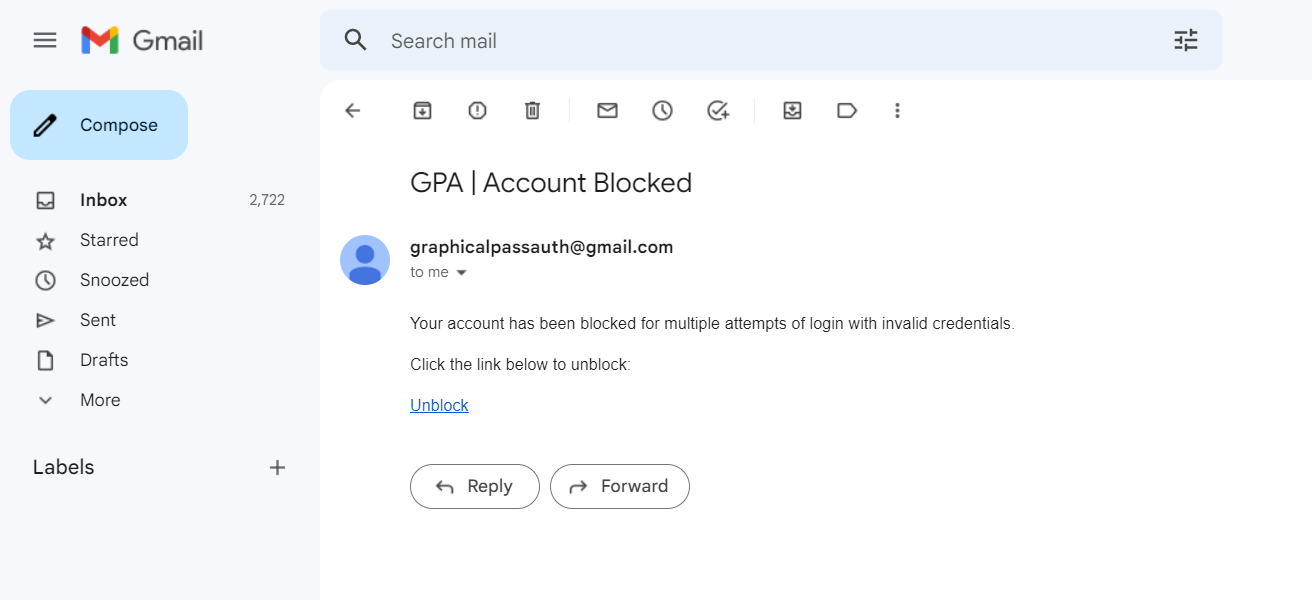 Gmail
Search mail
Compose
Inbox 2,722
Starred
Snoozed
Sent
Drafts
More
Labels
GPA | Account Blocked
graphicalpassauth@gmail.com
to me
Your account has been blocked for multiple attempts of login with invalid credentials.
Click the link below to unblock:
Unblock
Reply
Forward